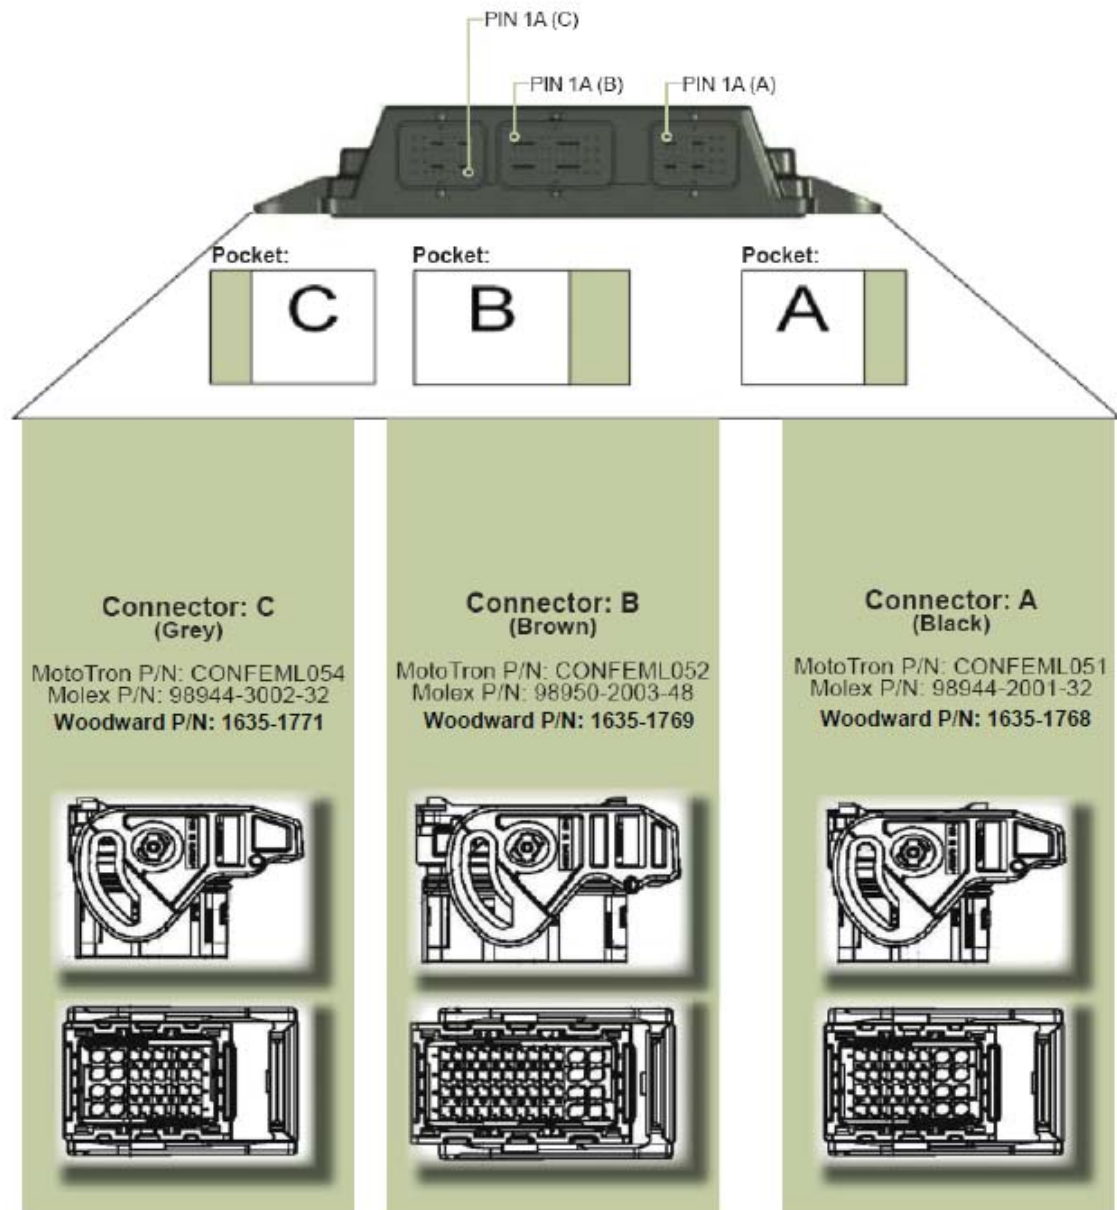 PIN 1A (C)
PIN 1A (B)
PIN 1A (A)
Pocket:
C
Pocket:
B
Pocket:
A
Connector: C
(Grey)
MotoTron P/N: CONFEML054
Molex P/N: 98944-3002-32
Woodward P/N: 1635-1771
Connector: B
(Brown)
MotoTron P/N: CONFEML052
Molex P/N: 98950-2003-48
Woodward P/N: 1635-1769
Connector: A
(Black)
MotoTron P/N: CONFEML051
Molex P/N: 98944-2001-32
Woodward P/N: 1635-1768